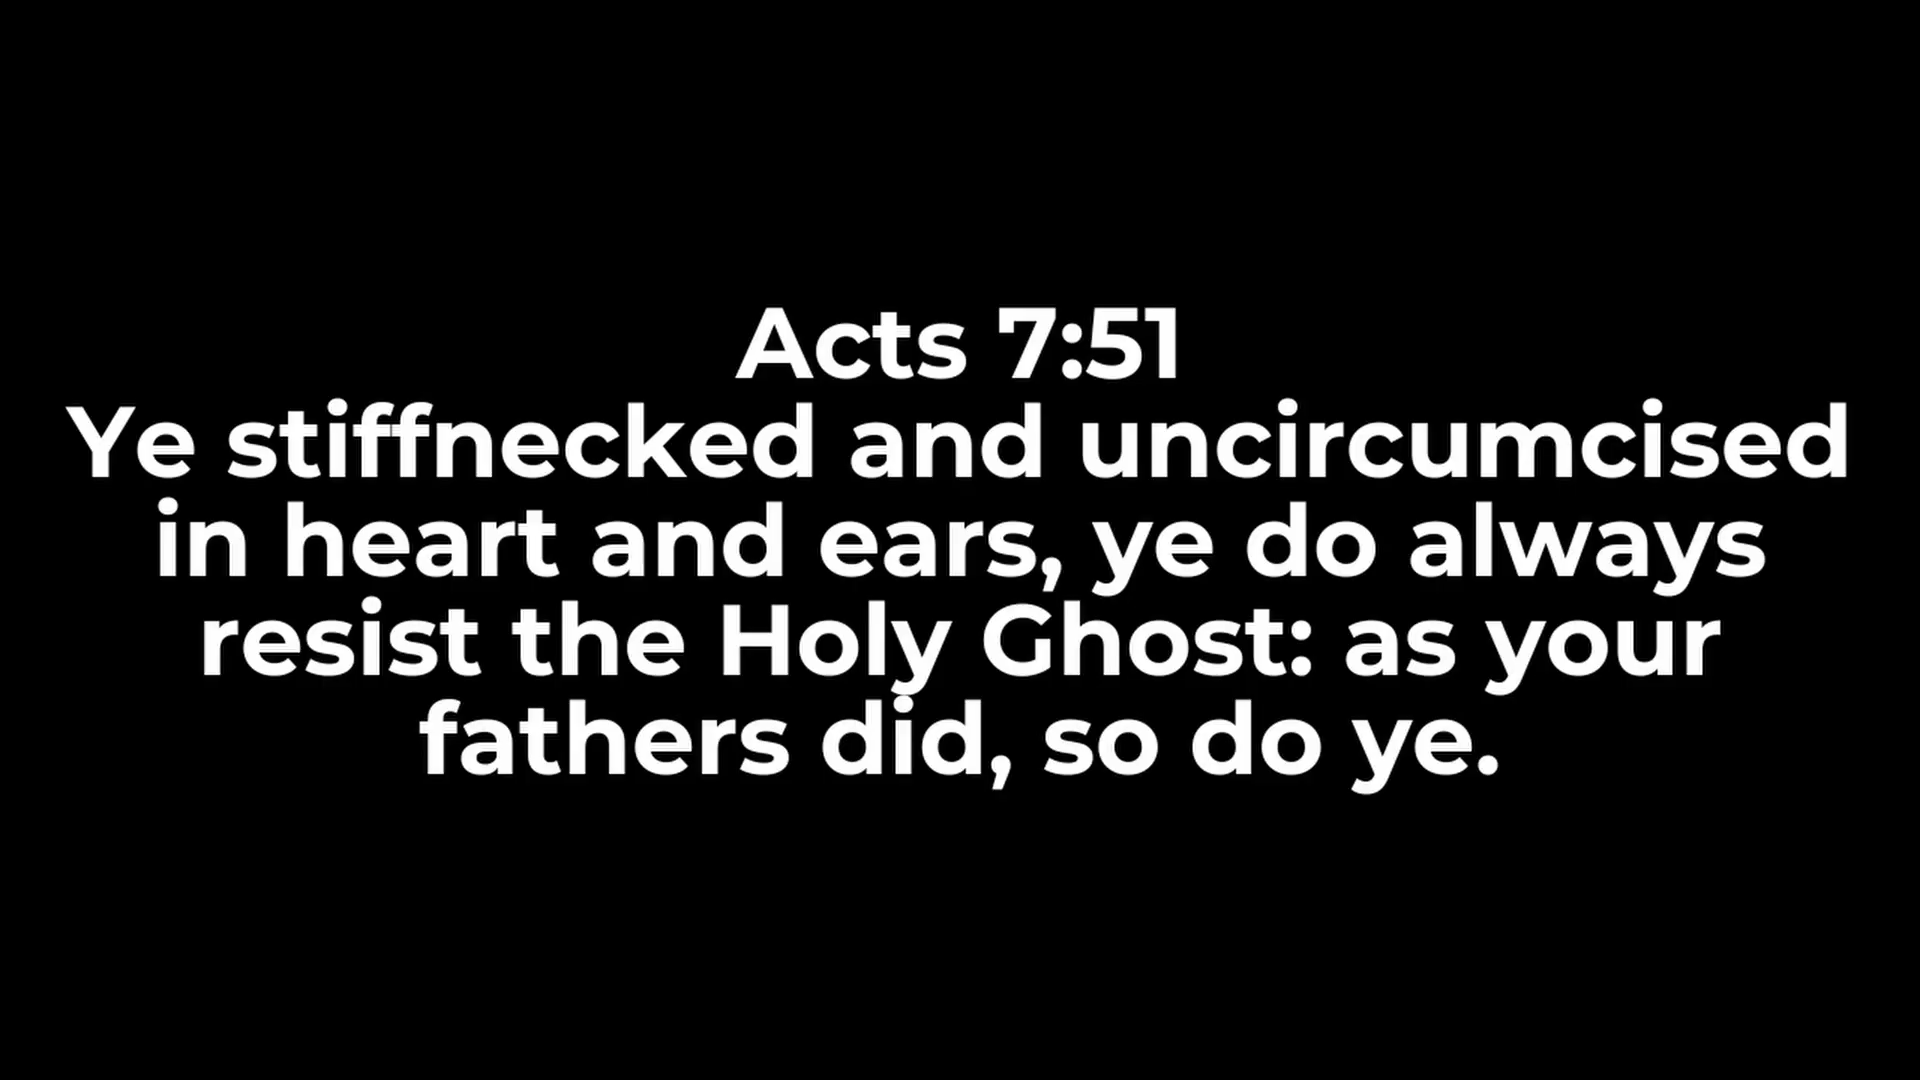 Acts 7:51
Ye stiffnecked and uncircumcised
in heart and ears, ye do always
resist the Holy Ghost: as your
fathers did, so do ye.